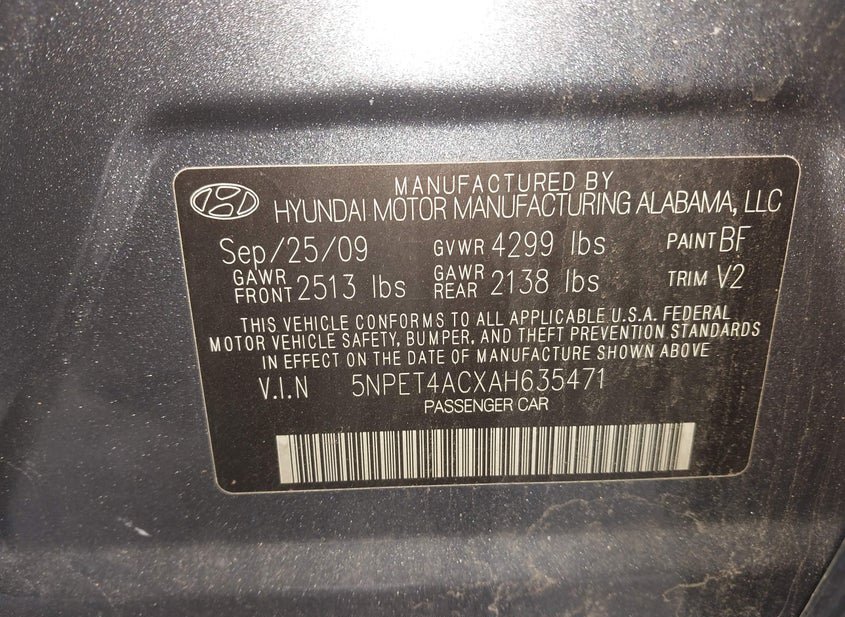 MANUFACTURED BY
HYUNDAI MOTOR MANUFACTURING ALABAMA, LLC
Sep/25/09 GVWR 4299 lbs PAINT BF
GAWR FRONT 2513 lbs GAWR REAR 2138 lbs TRIM V2
THIS VEHICLE CONFORMS TO ALL APPLICABLE U.S.A. FEDERAL
MOTOR VEHICLE SAFETY, BUMPER, AND THEFT PREVENTION STANDARDS
IN EFFECT ON THE DATE OF MANUFACTURE SHOWN ABOVE
V.I.N 5NPET4ACXAH635471
PASSENGER CAR